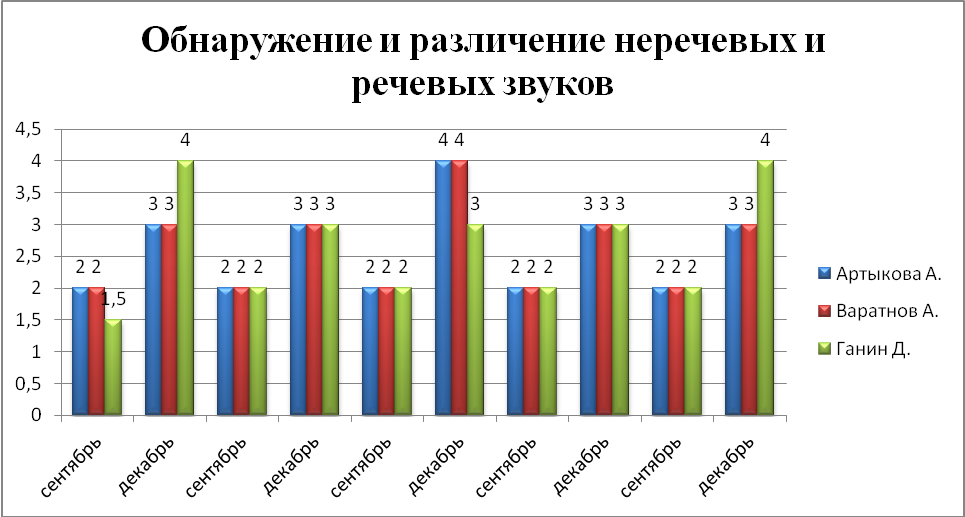 Обнаружение и различение неречевых и
речевых звуков
4,5
4
3,5
3
2,5
2
1,5
1
0,5
0
2 2 1,5
3 3 4
2 2 2
3 3 3
2 2 2
4 4 3
2 2 2
3 3 3
2 2 2
3 3 4
сентябрь
декабрь
сентябрь
декабрь
сентябрь
декабрь
сентябрь
декабрь
сентябрь
декабрь
Артыкова А.
Варатнов А.
Ганин Д.